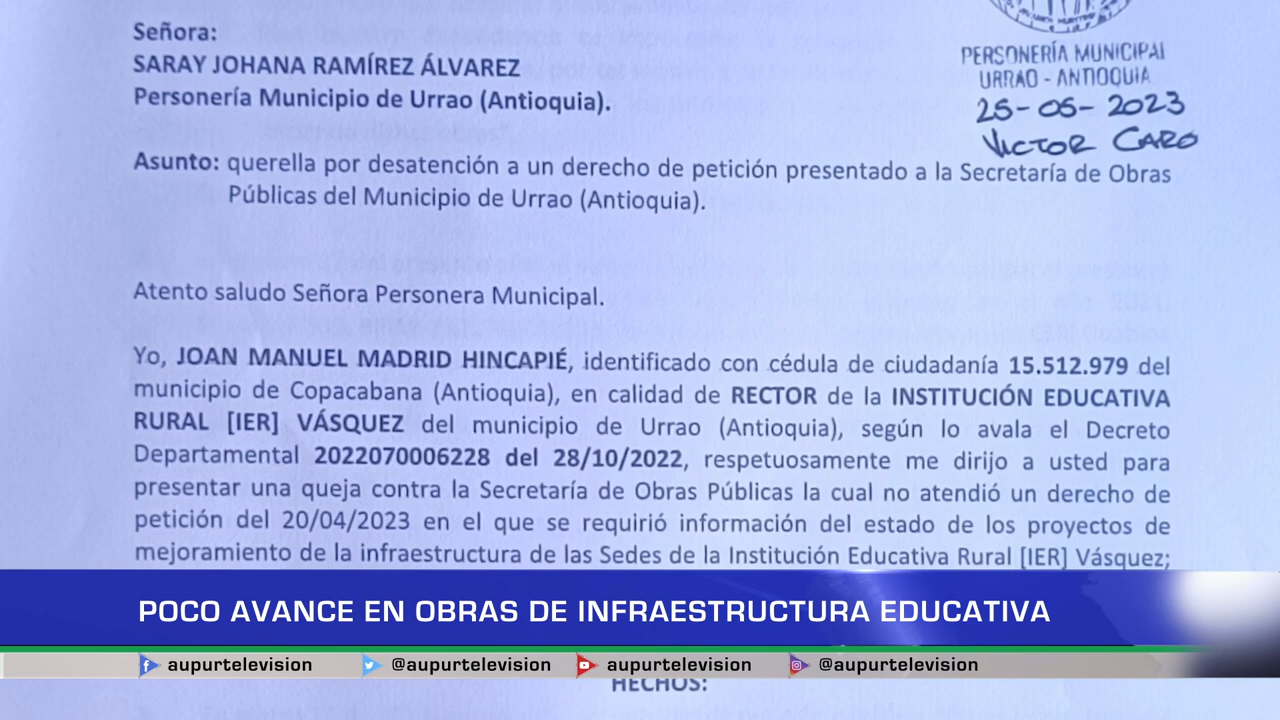 Señora:
SARAY JOHANA RAMÍREZ ÁLVAREZ
Personería Municipio de Urrao (Antioquia).
PERSONERÍA MUNICIPAL
URRAO - ANTIOQUIA
25-05-2023
VICTOR CARO
Asunto: querella por desatención a un derecho de petición presentado a la Secretaría de Obras
Públicas del Municipio de Urrao (Antioquia).
Atento saludo Señora Personera Municipal.
Yo, JOAN MANUEL MADRID HINCAPIÉ, identificado con cédula de ciudadanía 15.512.979 del
municipio de Copacabana (Antioquia), en calidad de RECTOR de la INSTITUCIÓN EDUCATIVA
RURAL [IER] VÁSQUEZ del municipio de Urrao (Antioquia), según lo avala el Decreto
Departamental 2022070006228 del 28/10/2022, respetuosamente me dirijo a usted para
presentar una queja contra la Secretaría de Obras Públicas la cual no atendió un derecho de
petición del 20/04/2023 en el que se requirió información del estado de los proyectos de
mejoramiento de la infraestructura de las Sedes de la Institución Educativa Rural [IER] Vásquez;
POCO AVANCE EN OBRAS DE INFRAESTRUCTURA EDUCATIVA
aupurtelevision @aupurtelevision aupurtelevision @aupurtelevision
HECHOS: